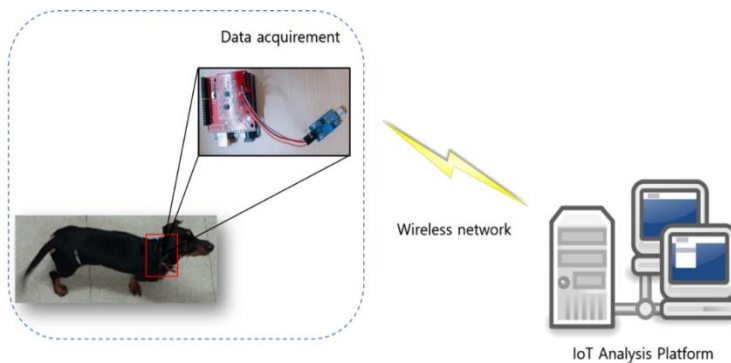 Data acquirement
Wireless network
IoT Analysis Platform